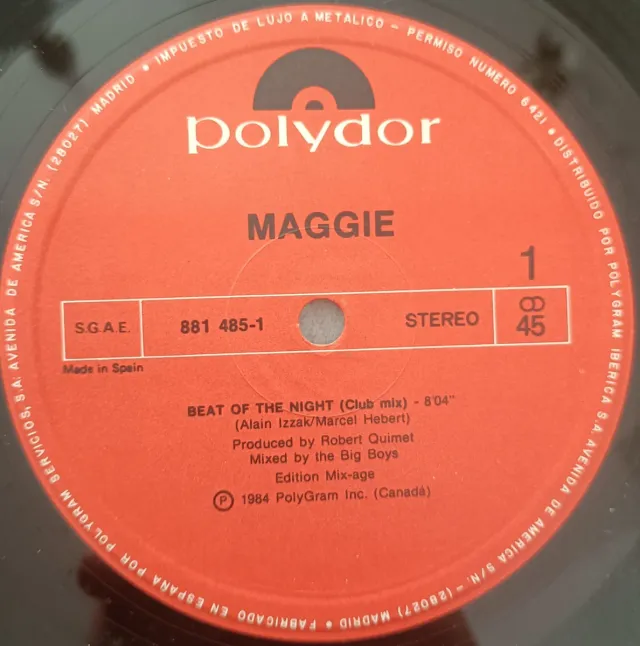 polydor
MAGGIE
1
S.G.A.E.
881 485-1
STEREO
45
Made in Spain
BEAT OF THE NIGHT (Club mix) - 8'04"
(Alain Izzak/Marcel Hebert)
Produced by Robert Quimet
Mixed by the Big Boys
Edition Mix-age
Ⓟ 1984 PolyGram Inc. (Canadá)
• IMPUESTO DE LUJO A METALICO – PERMISO NUMERO 6421 • DISTRIBUIDO POR POLYGRAM IBERICA S.A. AVENIDA DE AMERICA S/N. – (28027) MADRID • FABRICADO EN ESPAÑA POR POLYGRAM SERVICIOS, S.A. AVENIDA DE AMERICA S/N. (28027) MADRID